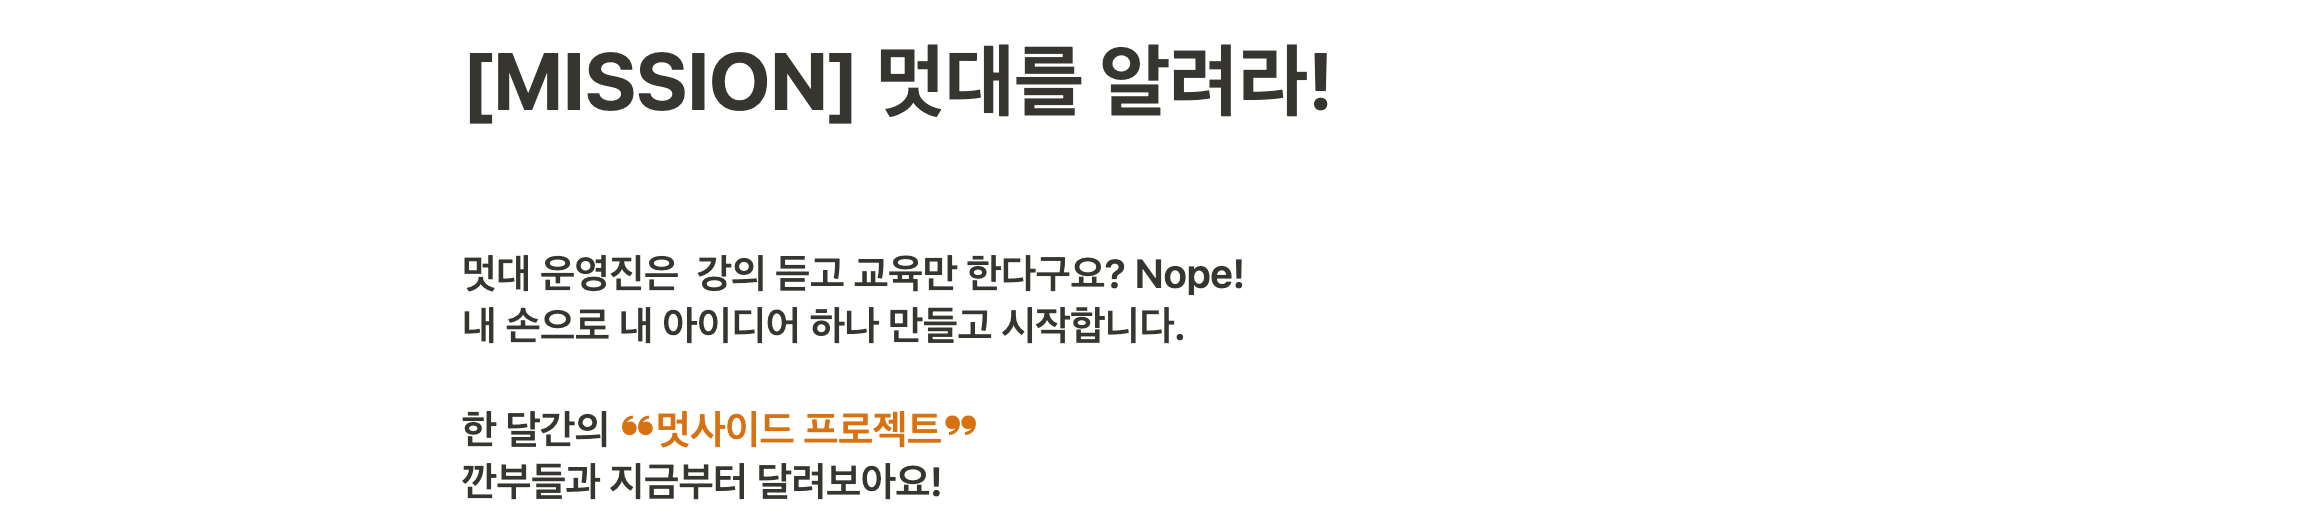 [MISSION] 멋대를 알려라!
멋대 운영진은  강의 듣고 교육만 한다구요? Nope!
내 손으로 내 아이디어 하나 만들고 시작합니다.
한 달간의 ❝멋사이드 프로젝트❞
깐부들과 지금부터 달려보아요!